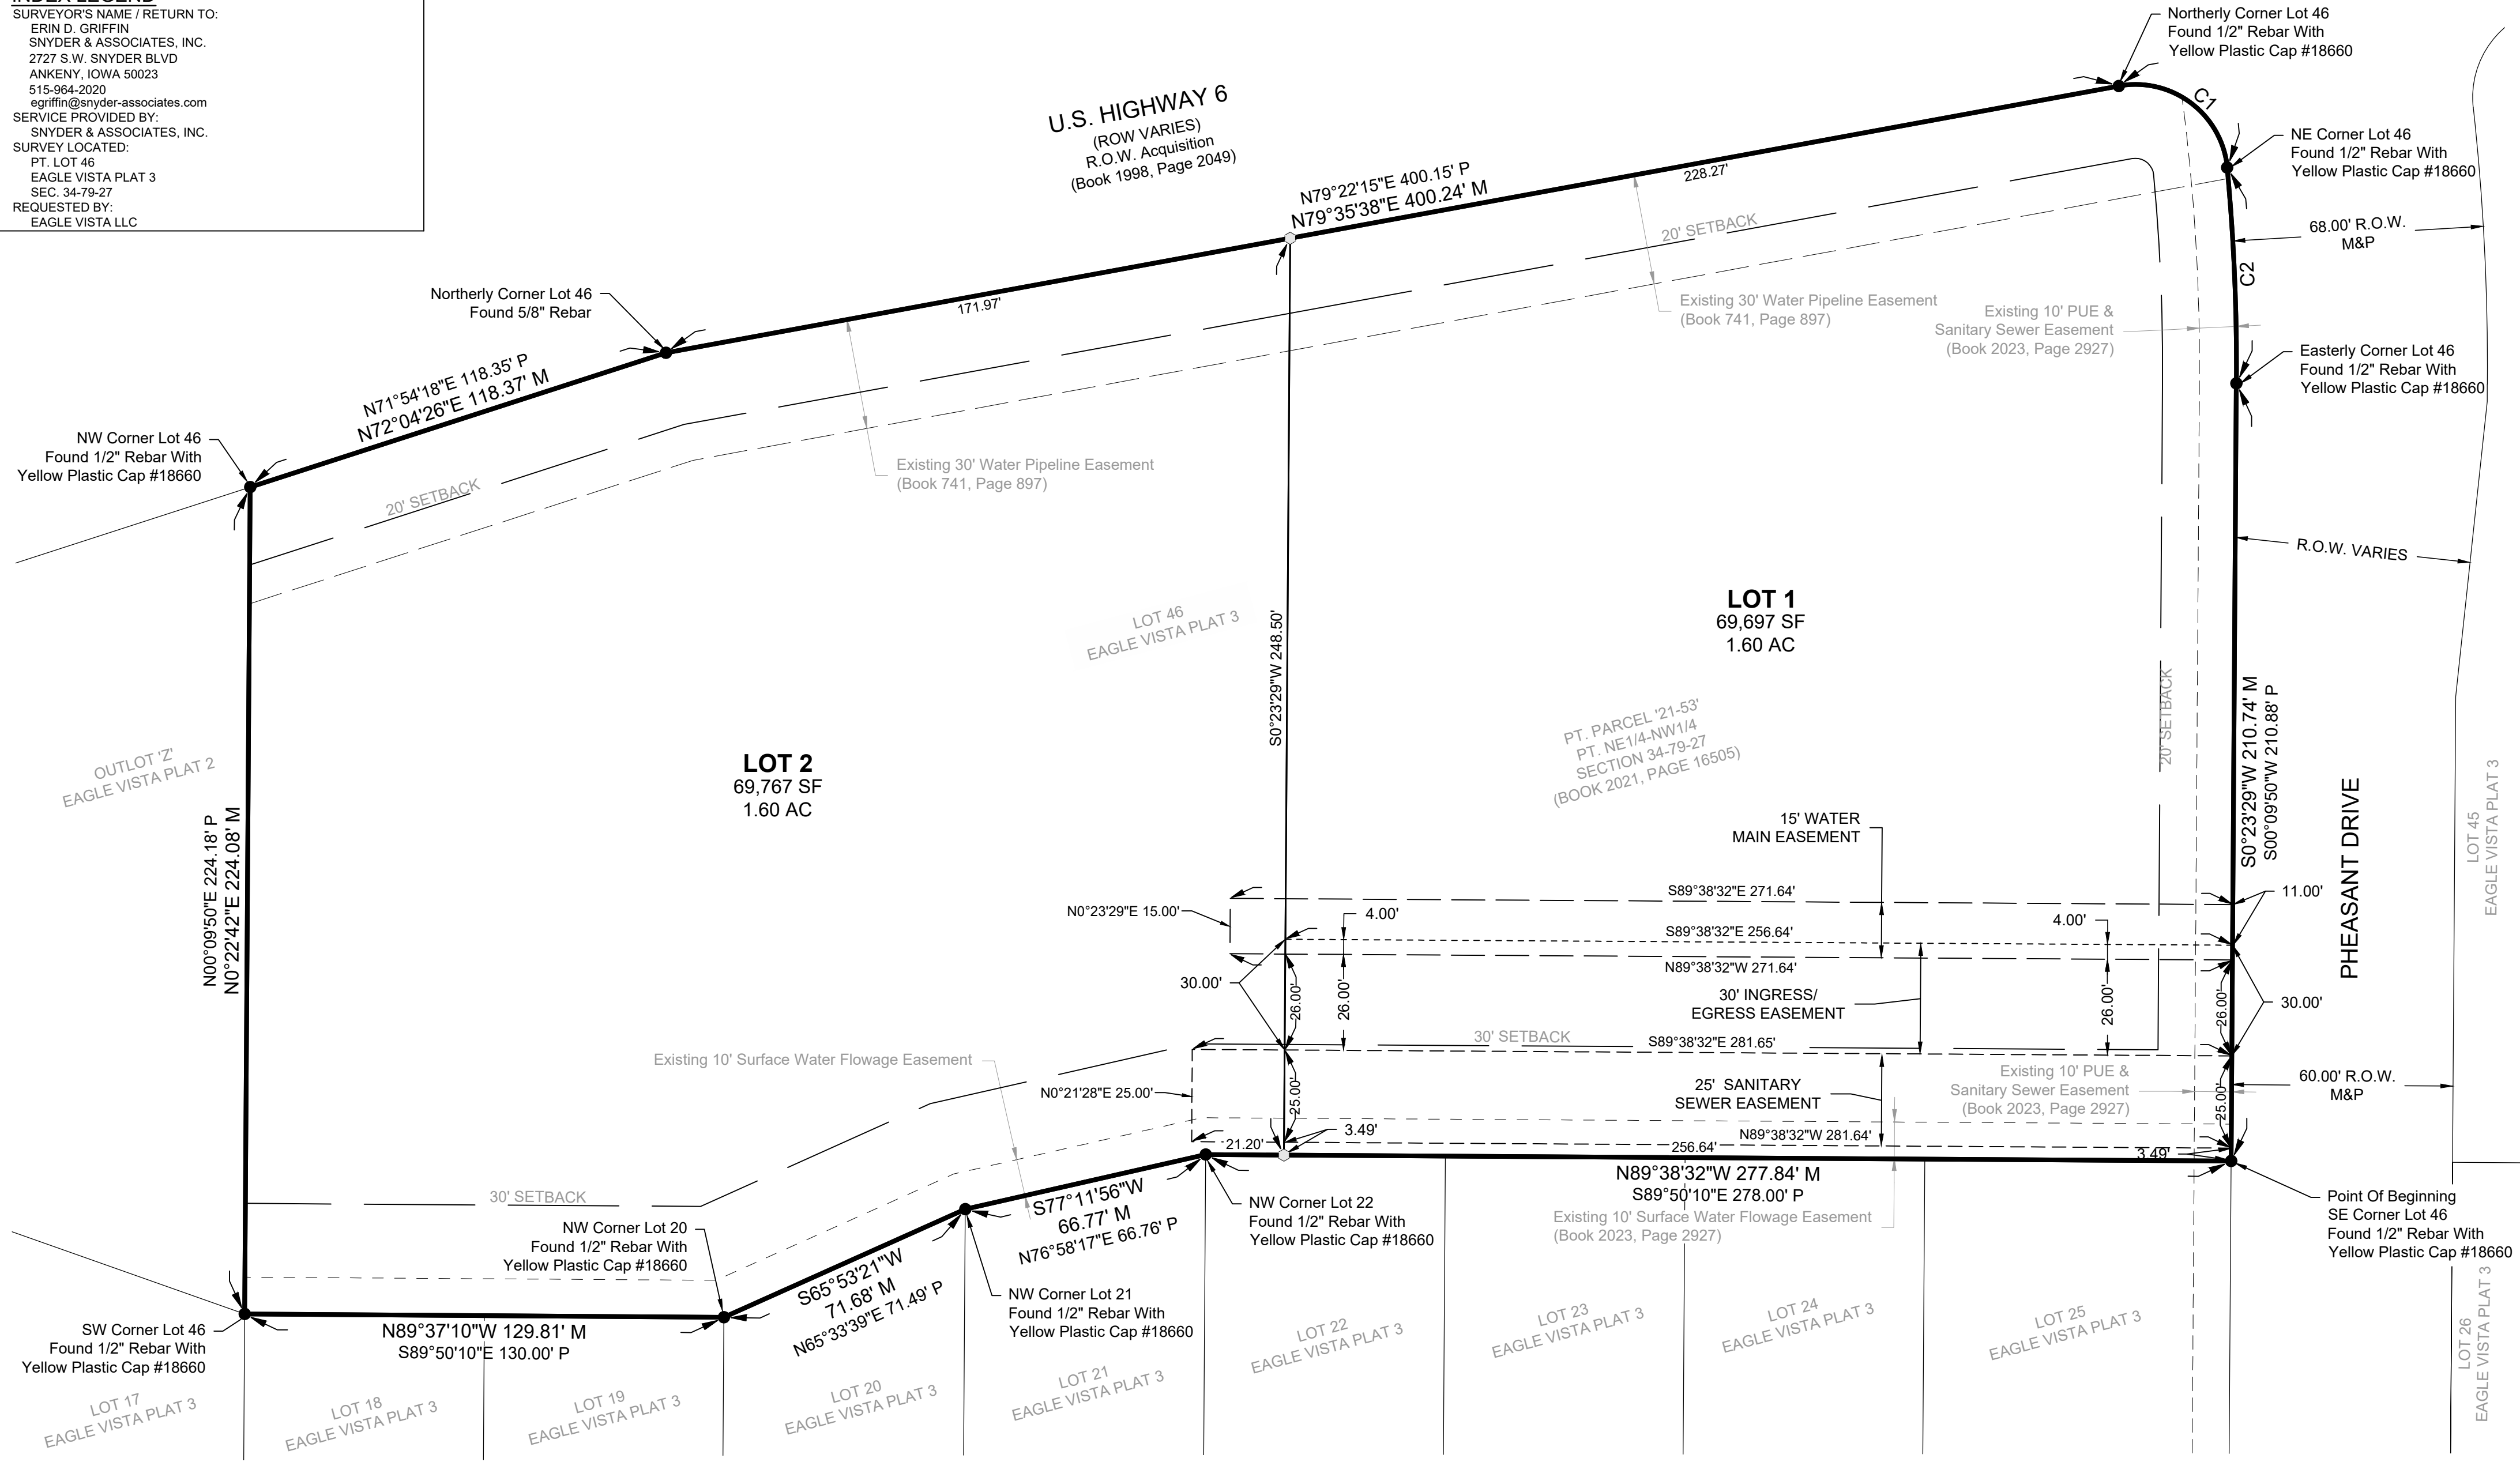 INDEX LEGEND
SURVEYOR'S NAME / RETURN TO:
ERIN D. GRIFFIN
SNYDER & ASSOCIATES, INC.
2727 S.W. SNYDER BLVD
ANKENY, IOWA 50023
515-964-2020
egriffin@snyder-associates.com
SERVICE PROVIDED BY:
SNYDER & ASSOCIATES, INC.
SURVEY LOCATED:
PT. LOT 46
EAGLE VISTA PLAT 3
SEC. 34-79-27
REQUESTED BY:
EAGLE VISTA LLC
U.S. HIGHWAY 6
(ROW VARIES)
R.O.W. Acquisition
(Book 1998, Page 2049)
Northerly Corner Lot 46
Found 1/2" Rebar With
Yellow Plastic Cap #18660
C1
NE Corner Lot 46
Found 1/2" Rebar With
Yellow Plastic Cap #18660
N79°22'15"E 400.15' P
N79°35'38"E 400.24' M
228.27'
20' SETBACK
68.00' R.O.W.
M&P
C2
Northerly Corner Lot 46
Found 5/8" Rebar
171.97'
Existing 30' Water Pipeline Easement
(Book 741, Page 897)
Existing 10' PUE &
Sanitary Sewer Easement
(Book 2023, Page 2927)
Easterly Corner Lot 46
Found 1/2" Rebar With
Yellow Plastic Cap #18660
N71°54'18"E 118.35' P
N72°04'26"E 118.37' M
NW Corner Lot 46
Found 1/2" Rebar With
Yellow Plastic Cap #18660
20' SETBACK
Existing 30' Water Pipeline Easement
(Book 741, Page 897)
R.O.W. VARIES
LOT 46
EAGLE VISTA PLAT 3
S0°23'29"W 248.50'
LOT 1
69,697 SF
1.60 AC
PT. PARCEL '21-53'
PT. NE1/4-NW1/4
SECTION 34-79-27
(BOOK 2021, PAGE 16505)
20' SETBACK
S0°23'29"W 210.74' M
S00°09'50"W 210.88' P
PHEASANT DRIVE
LOT 45
EAGLE VISTA PLAT 3
OUTLOT 'Z'
EAGLE VISTA PLAT 2
LOT 2
69,767 SF
1.60 AC
N00°09'50"E 224.18' P
N0°22'42"E 224.08' M
15' WATER
MAIN EASEMENT
S89°38'32"E 271.64'
11.00'
N0°23'29"E 15.00'
4.00'
4.00'
S89°38'32"E 256.64'
N89°38'32"W 271.64'
30.00'
26.00'
26.00'
30' INGRESS/
EGRESS EASEMENT
26.00'
26.00'
30.00'
30' SETBACK
S89°38'32"E 281.65'
Existing 10' Surface Water Flowage Easement
N0°21'28"E 25.00'
25.00'
25' SANITARY
SEWER EASEMENT
Existing 10' PUE &
Sanitary Sewer Easement
(Book 2023, Page 2927)
25.00'
60.00' R.O.W.
M&P
21.20'
3.49'
N89°38'32"W 281.64'
256.64'
3.49'
N89°38'32"W 277.84' M
S89°50'10"E 278.00' P
Existing 10' Surface Water Flowage Easement
(Book 2023, Page 2927)
Point Of Beginning
SE Corner Lot 46
Found 1/2" Rebar With
Yellow Plastic Cap #18660
30' SETBACK
NW Corner Lot 20
Found 1/2" Rebar With
Yellow Plastic Cap #18660
S77°11'56"W
66.77' M
N76°58'17"E 66.76' P
NW Corner Lot 22
Found 1/2" Rebar With
Yellow Plastic Cap #18660
S65°53'21"W
71.68' M
N65°33'39"E 71.49' P
NW Corner Lot 21
Found 1/2" Rebar With
Yellow Plastic Cap #18660
SW Corner Lot 46
Found 1/2" Rebar With
Yellow Plastic Cap #18660
N89°37'10"W 129.81' M
S89°50'10"E 130.00' P
LOT 17
EAGLE VISTA PLAT 3
LOT 18
EAGLE VISTA PLAT 3
LOT 19
EAGLE VISTA PLAT 3
LOT 20
EAGLE VISTA PLAT 3
LOT 21
EAGLE VISTA PLAT 3
LOT 22
EAGLE VISTA PLAT 3
LOT 23
EAGLE VISTA PLAT 3
LOT 24
EAGLE VISTA PLAT 3
LOT 25
EAGLE VISTA PLAT 3
LOT 26
EAGLE VISTA PLAT 3